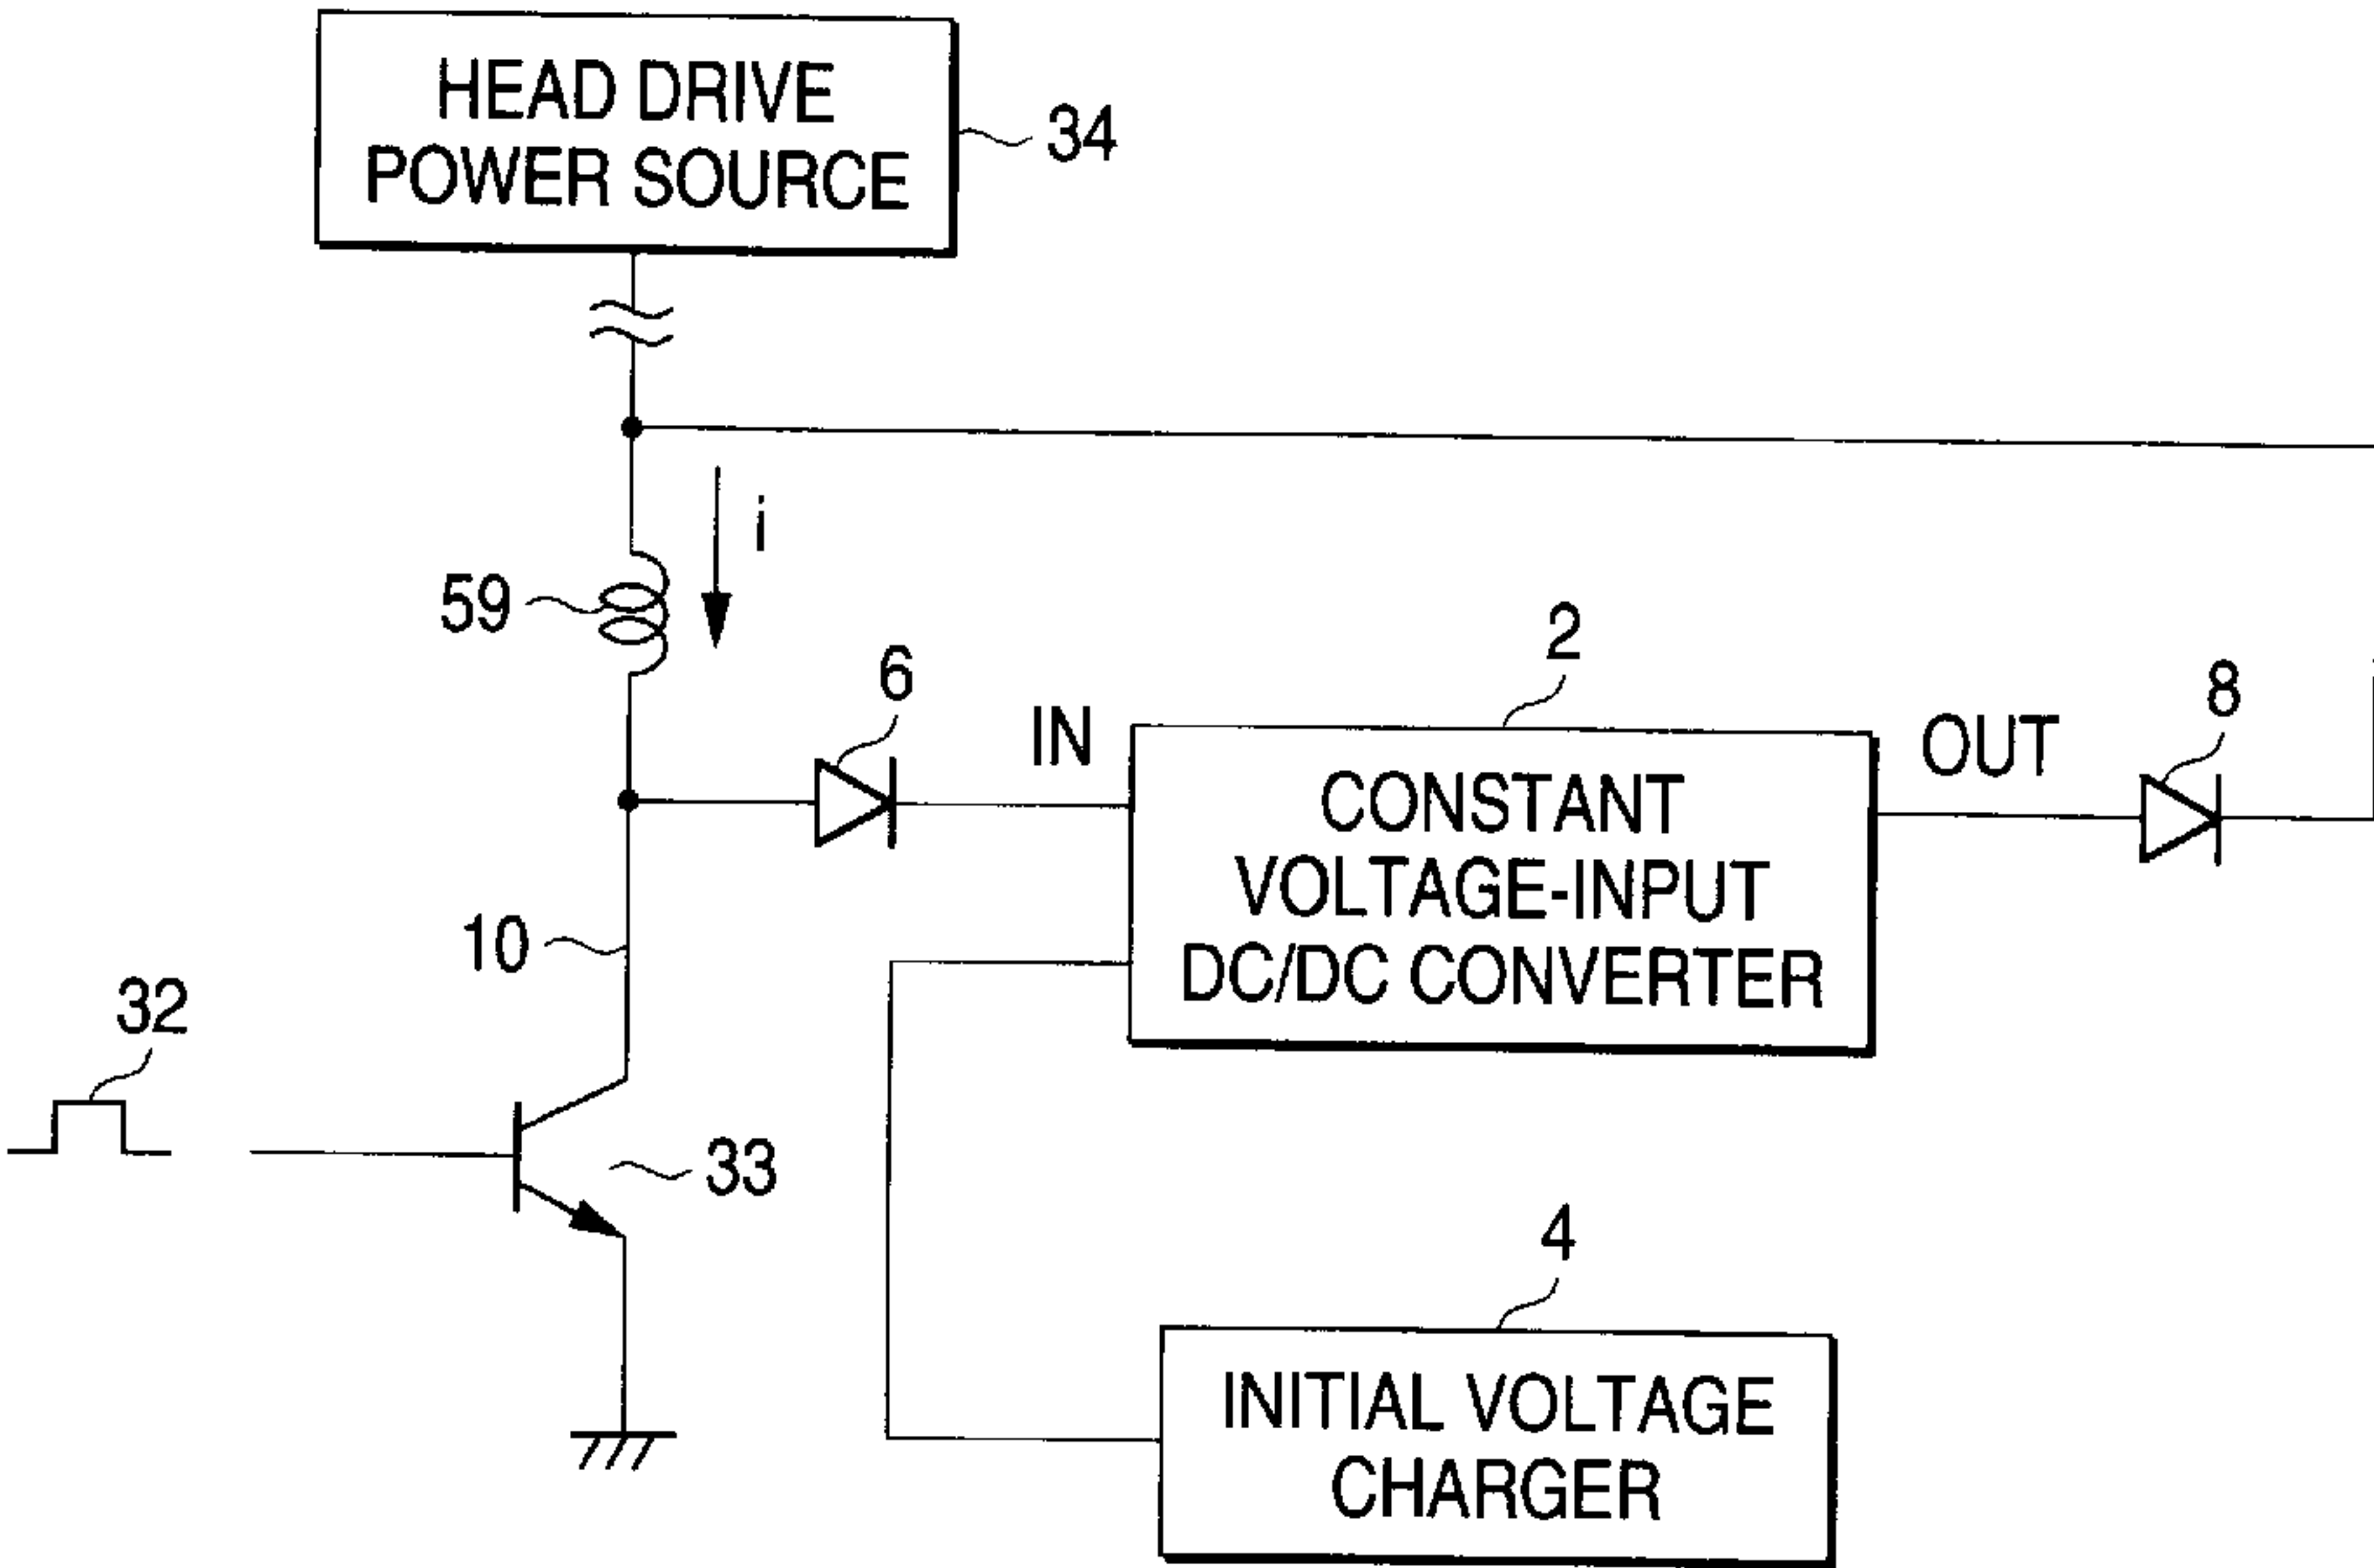 HEAD DRIVE
POWER SOURCE
34
i
59
2
6
IN
8
OUT
CONSTANT
VOLTAGE-INPUT
DC/DC CONVERTER
10
32
33
4
INITIAL VOLTAGE
CHARGER